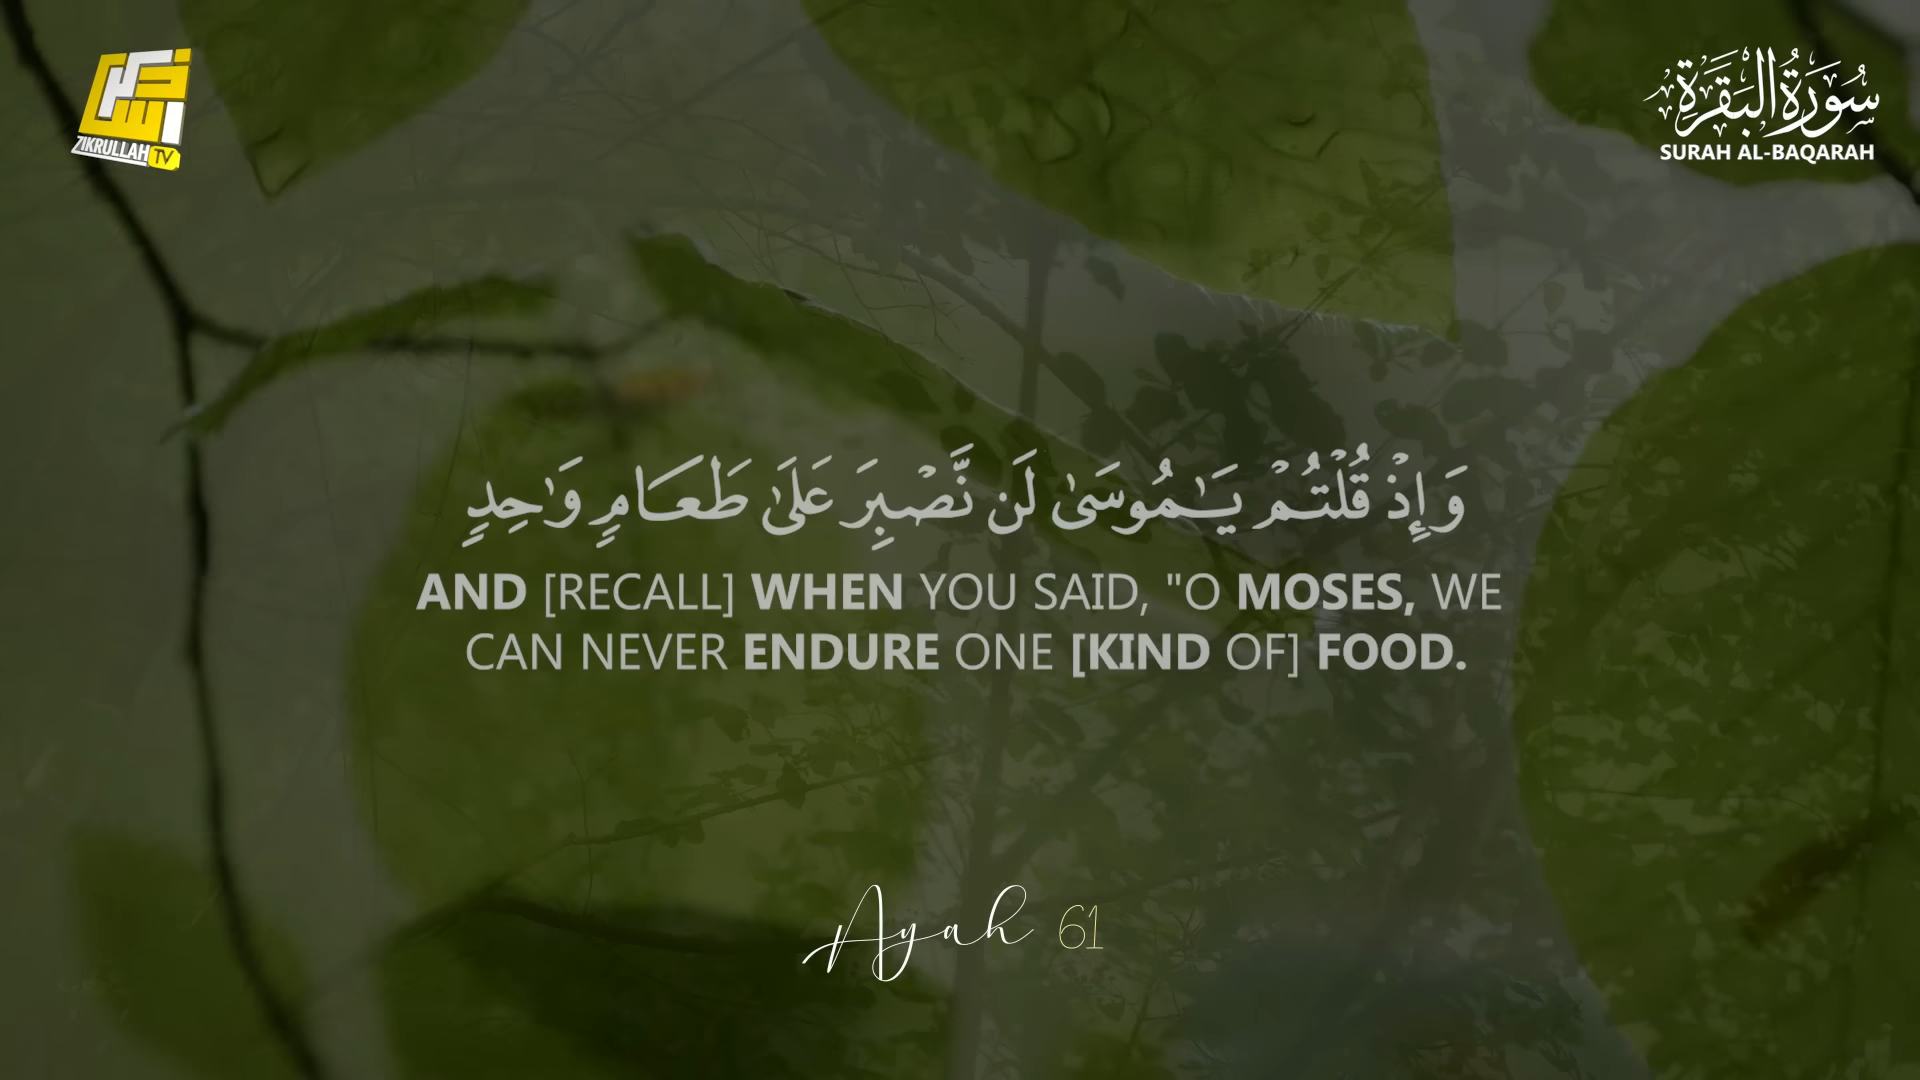 ZIKRULLAH TV
سُورَةُ البَقَرَةِ
SURAH AL-BAQARAH
وَإِذْ قُلْتُمْ يَـٰمُوسَىٰ لَن نَّصْبِرَ عَلَىٰ طَعَامٍ وَٰحِدٍ
AND [RECALL] WHEN YOU SAID, "O MOSES, WE
CAN NEVER ENDURE ONE [KIND OF] FOOD.
Ayah 61